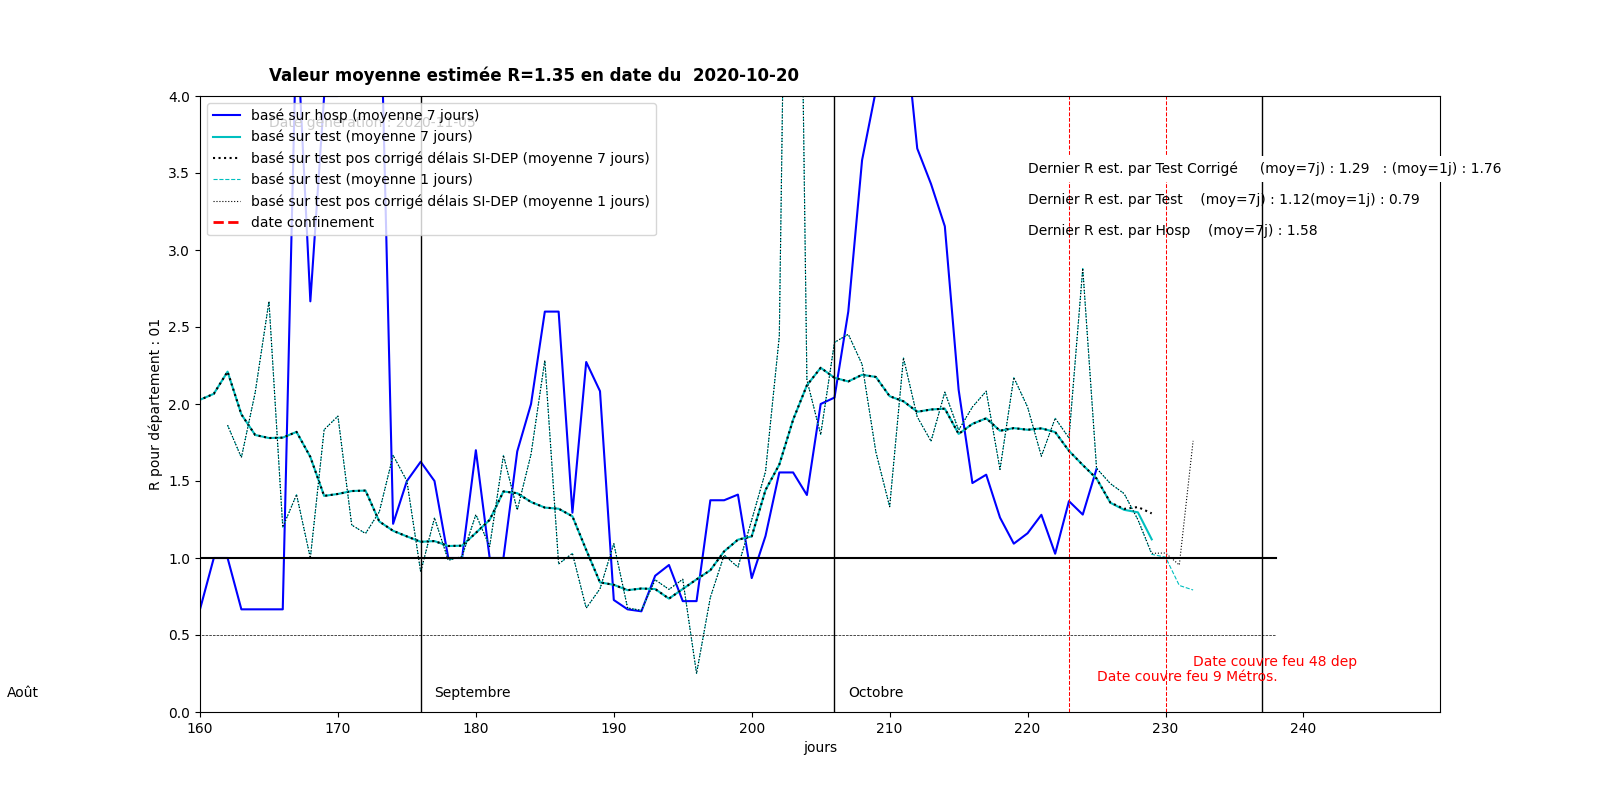 Valeur moyenne estimée R=1.35 en date du  2020-10-20
Date génération : 2020-11-05
basé sur hosp (moyenne 7 jours)
basé sur test (moyenne 7 jours)
basé sur test pos corrigé délais SI-DEP (moyenne 7 jours)
basé sur test (moyenne 1 jours)
basé sur test pos corrigé délais SI-DEP (moyenne 1 jours)
date confinement
Dernier R est. par Test Corrigé     (moy=7j) : 1.29   : (moy=1j) : 1.76
Dernier R est. par Test    (moy=7j) : 1.12(moy=1j) : 0.79
Dernier R est. par Hosp    (moy=7j) : 1.58
R pour département : 01
4.0
3.5
3.0
2.5
2.0
1.5
1.0
0.5
0.0
Date couvre feu 48 dep
Date couvre feu 9 Métros.
Août
Septembre
Octobre
160 170 180 190 200 210 220 230 240
jours